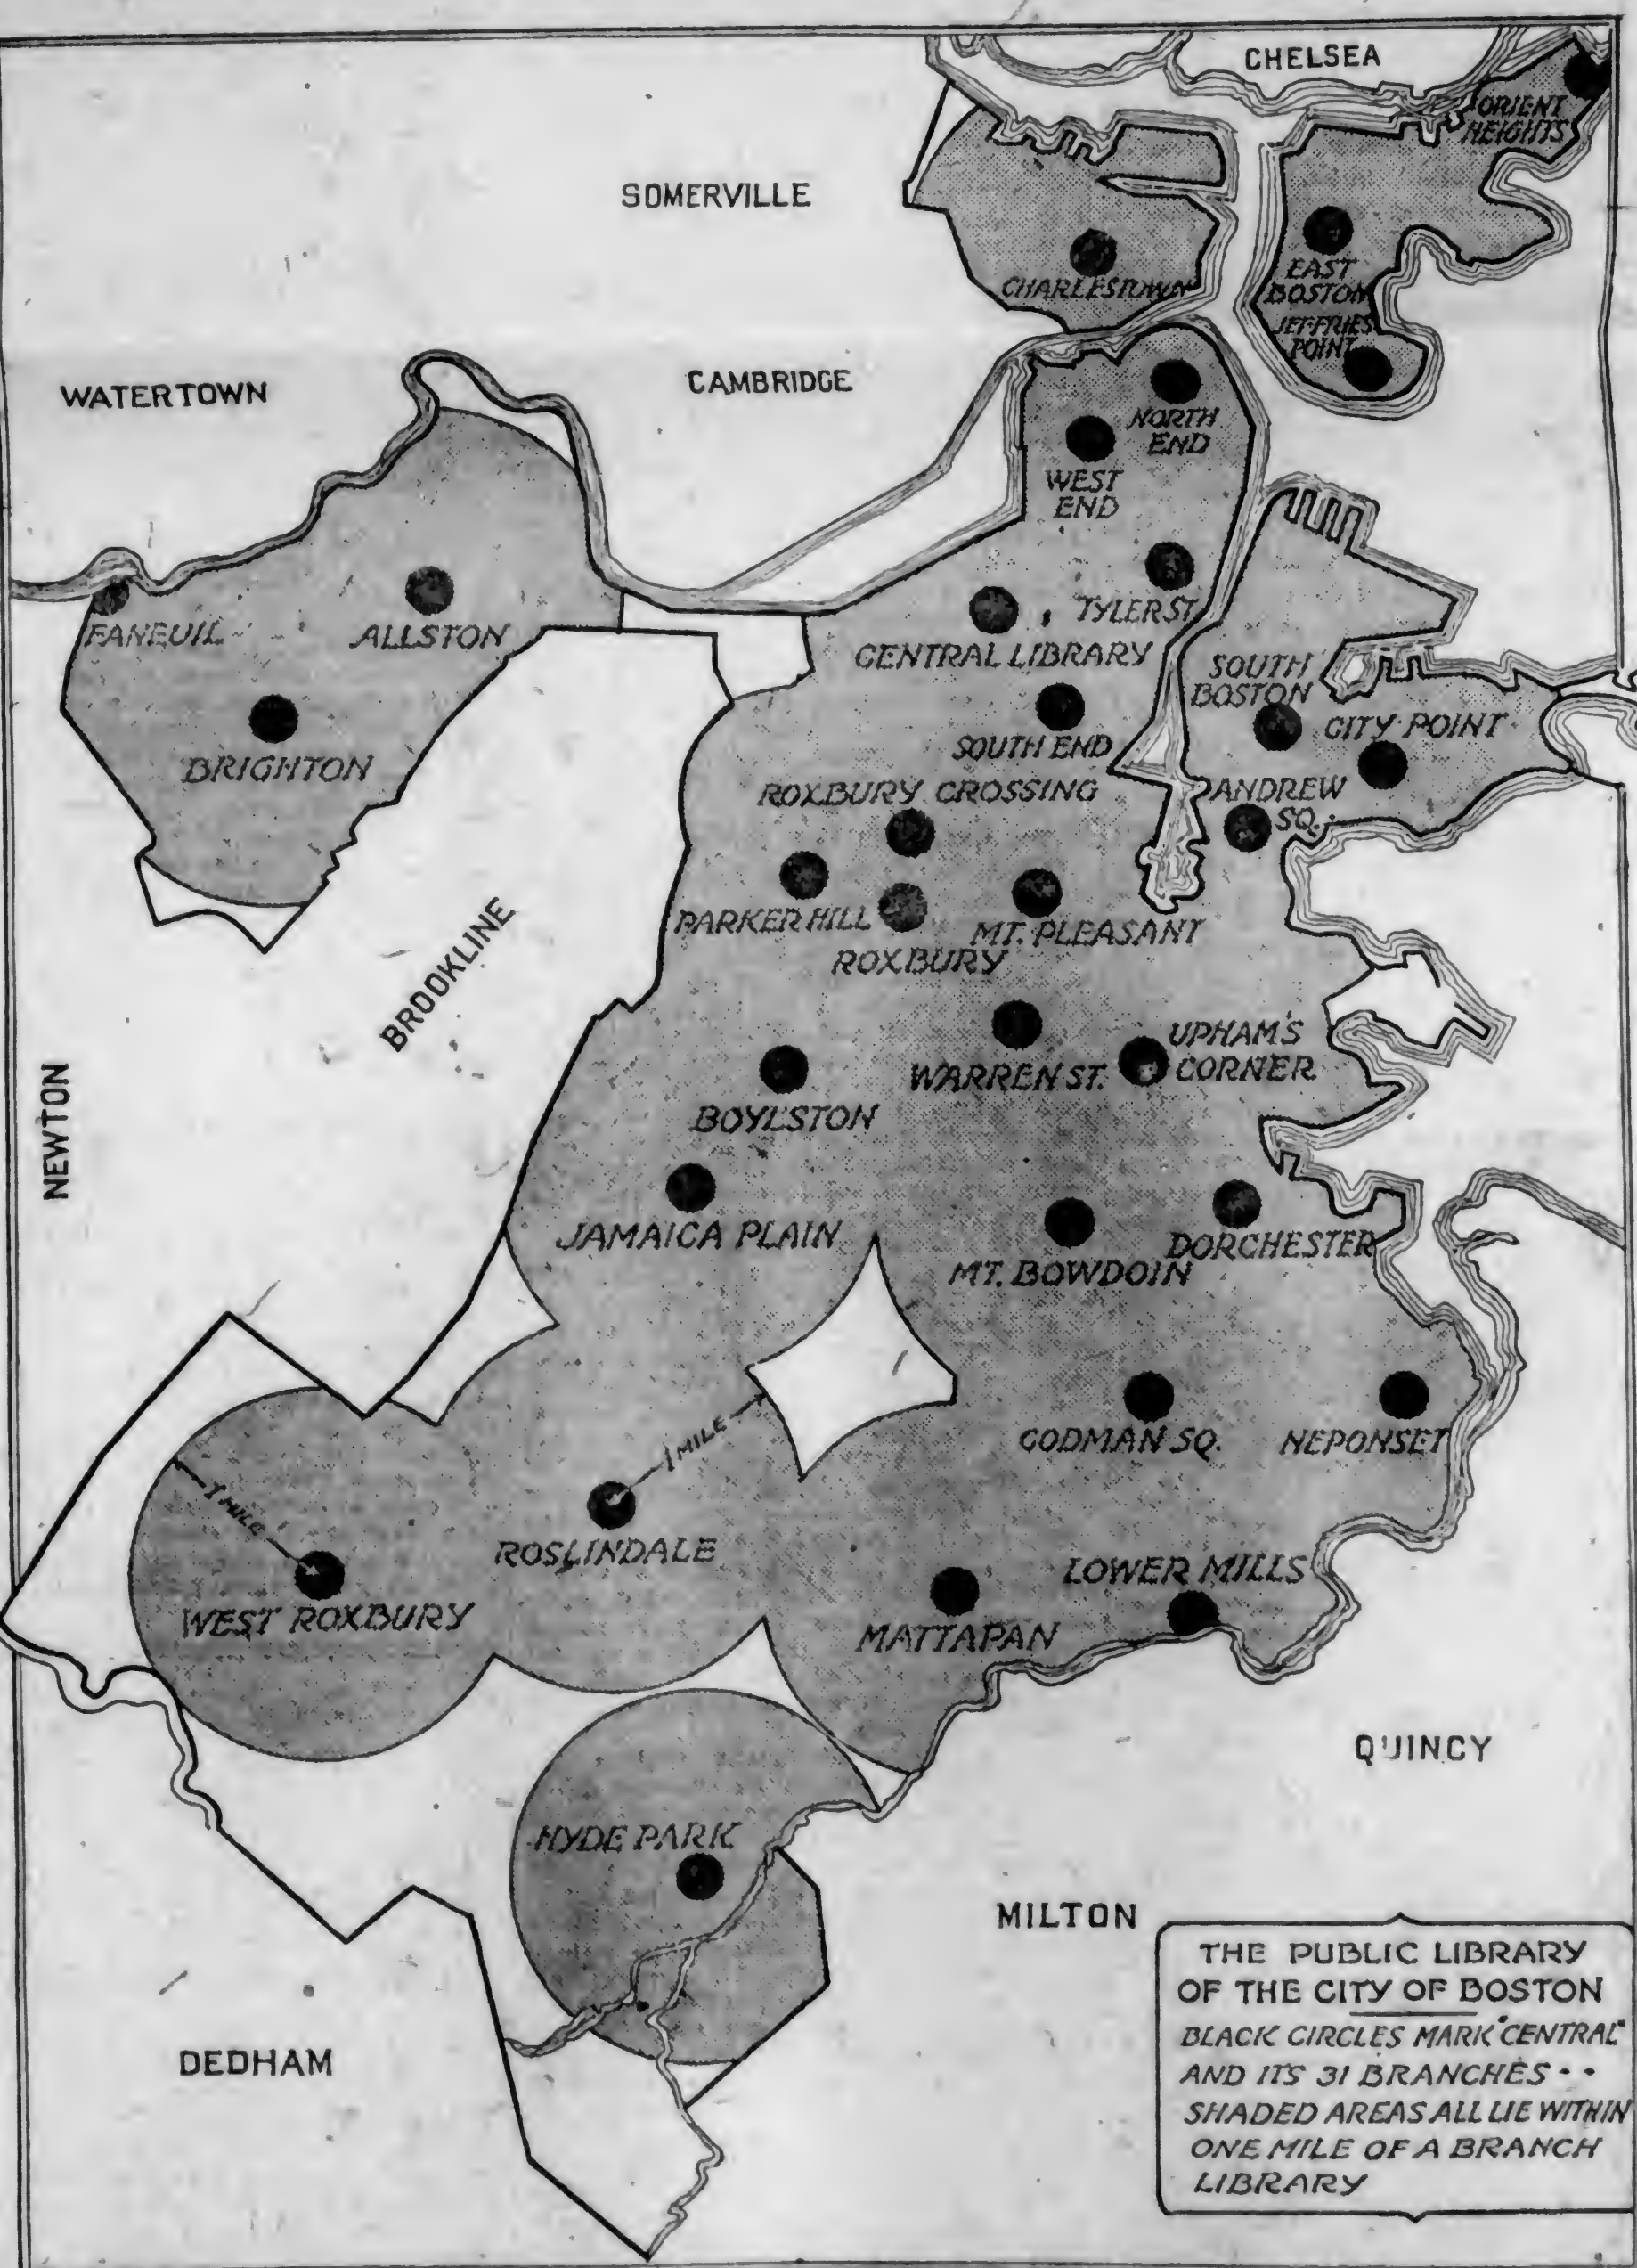 CHELSEA
ORIENT
HEIGHTS
SOMERVILLE
CHARLESTOWN
EAST
BOSTON
JEFFRIES
POINT
WATERTOWN
CAMBRIDGE
NORTH
END
WEST
END
FANEUIL
ALLSTON
TYLER ST.
CENTRAL LIBRARY
SOUTH
BOSTON
CITY POINT
BRIGHTON
SOUTH END
ROXBURY CROSSING
ANDREW
SQ.
PARKER HILL
MT. PLEASANT
ROXBURY
BROOKLINE
NEWTON
UPHAM'S
CORNER
WARREN ST.
BOYLSTON
JAMAICA PLAIN
DORCHESTER
MT. BOWDOIN
1 MILE
CODMAN SQ.
NEPONSET
1 MILE
ROSLINDALE
LOWER MILLS
WEST ROXBURY
MATTAPAN
QUINCY
HYDE PARK
MILTON
DEDHAM
THE PUBLIC LIBRARY
OF THE CITY OF BOSTON
BLACK CIRCLES MARK "CENTRAL"
AND ITS 31 BRANCHES - -
SHADED AREAS ALL LIE WITHIN
ONE MILE OF A BRANCH
LIBRARY